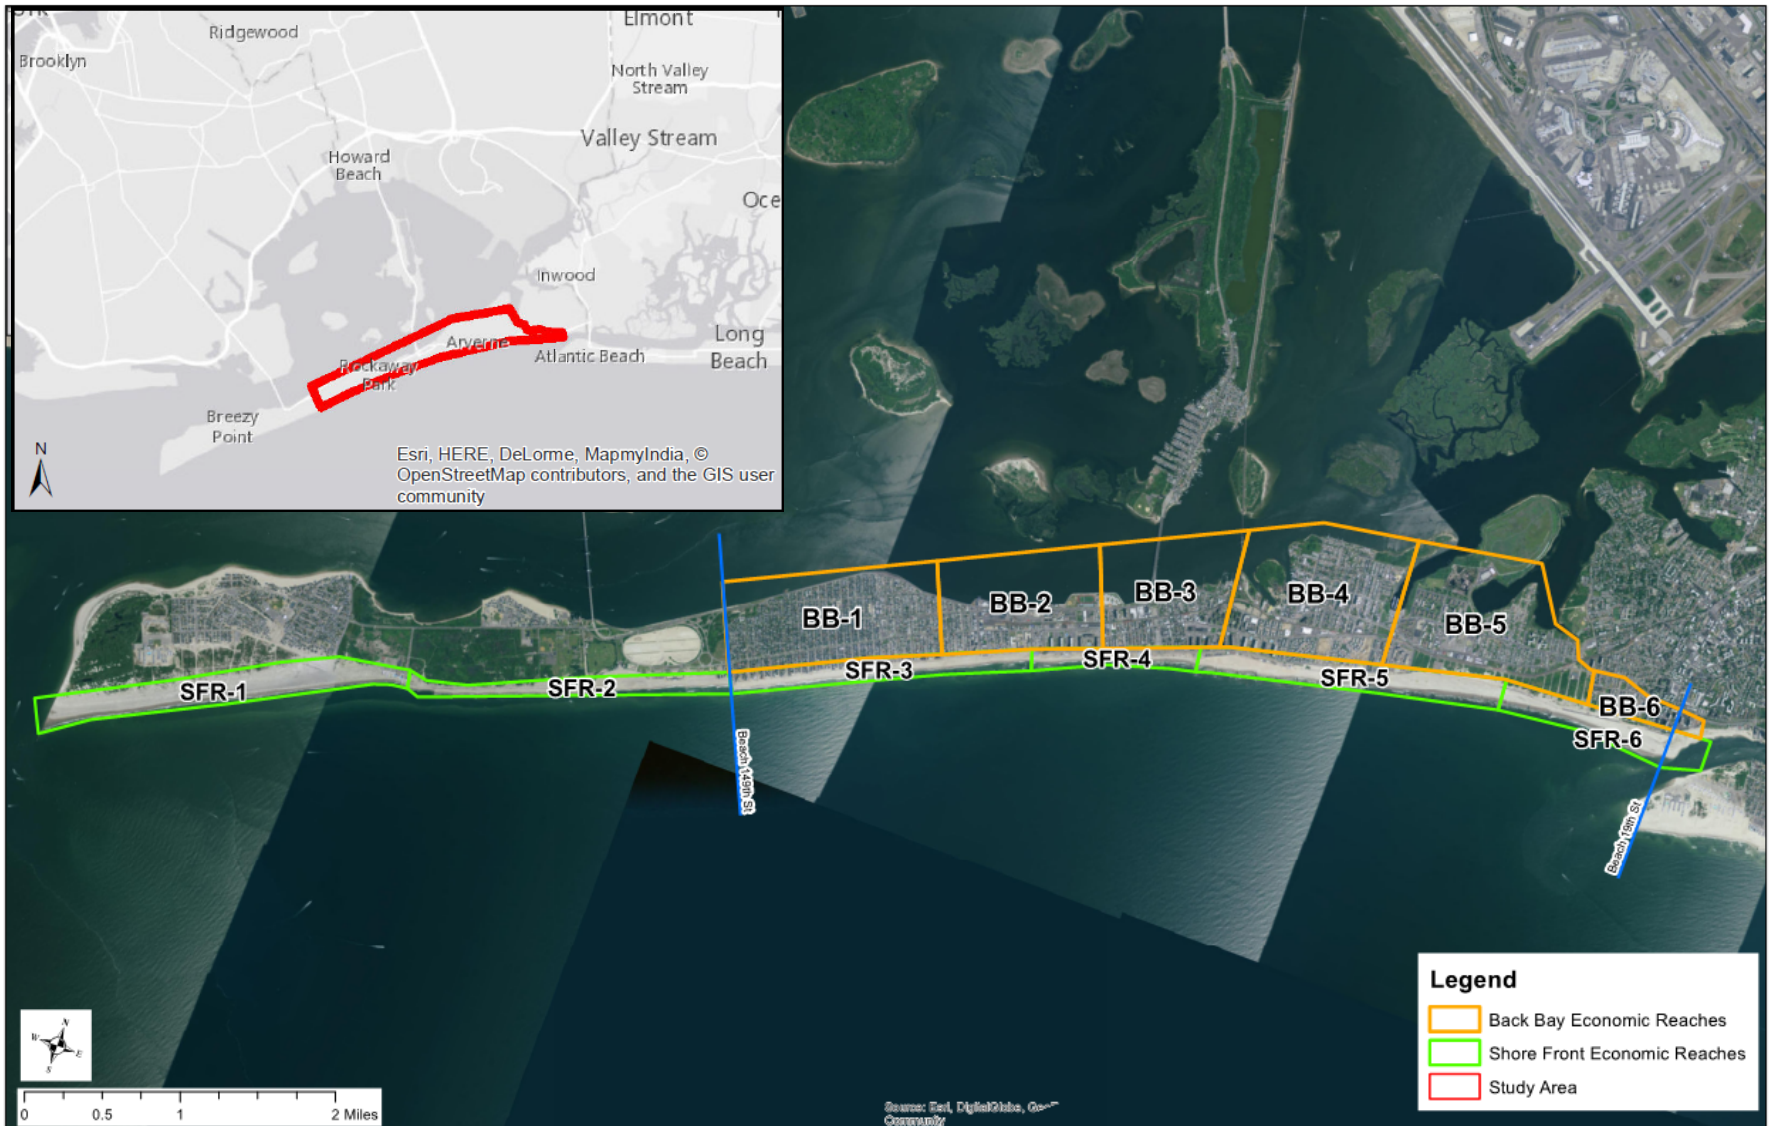 Elmont
Ridgewood
Brooklyn
North Valley
Stream
Valley Stream
Howard
Beach
Oce
Inwood
Arverne
Long
Beach
Atlantic Beach
Rockaway
Park
Breezy
Point
N
Esri, HERE, DeLorme, MapmyIndia, ©
OpenStreetMap contributors, and the GIS user
community
BB-1
BB-2
BB-3
BB-4
BB-5
BB-6
SFR-1
SFR-2
SFR-3
SFR-4
SFR-5
SFR-6
Beach 149th St
Beach 19th St
N
W
E
S
0 0.5 1 2 Miles
Source: Esri, DigitalGlobe,
Community
Legend
Back Bay Economic Reaches
Shore Front Economic Reaches
Study Area